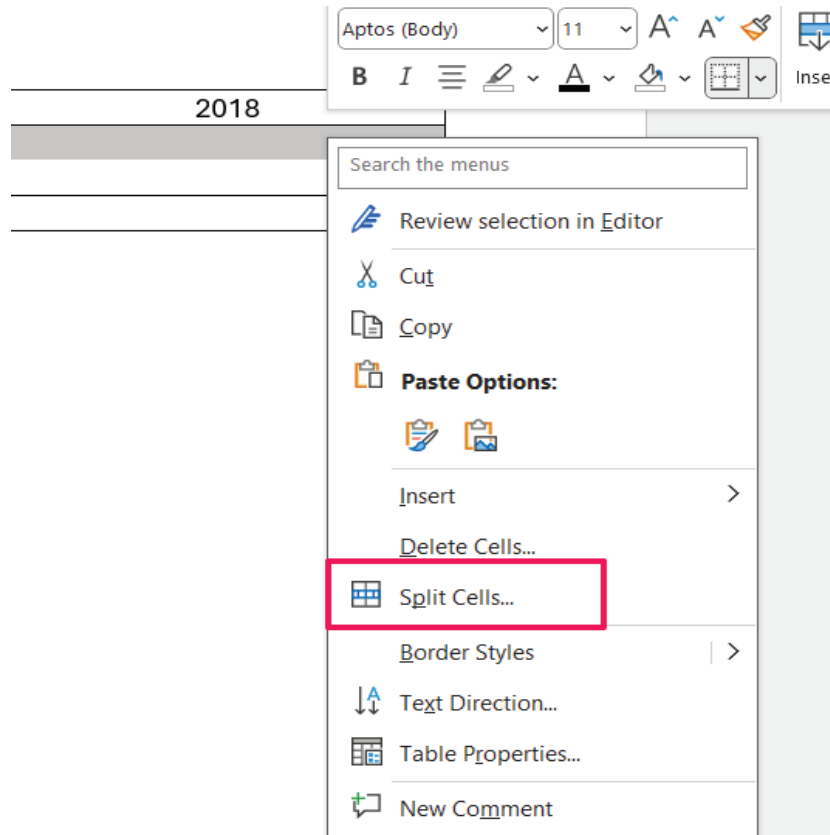 Aptos (Body) 11 A A
B I A Inse
2018
Search the menus
Review selection in Editor
Cut
Copy
Paste Options:
Insert
Delete Cells...
Split Cells...
Border Styles
Text Direction...
Table Properties...
New Comment